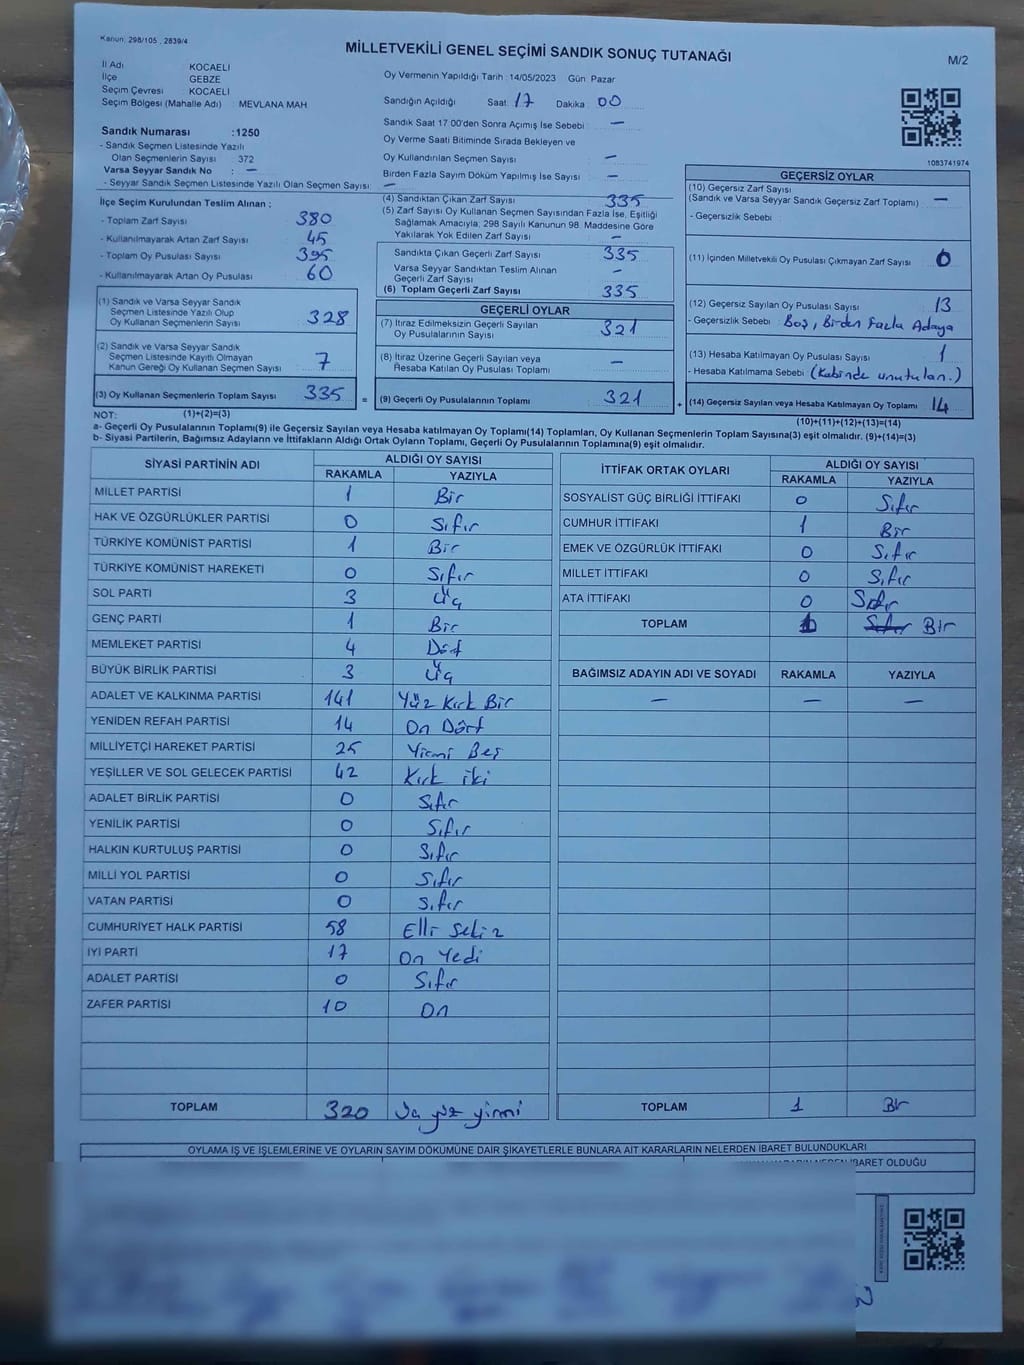 Kanun: 298/105 , 2839/4
MİLLETVEKİLİ GENEL SEÇİMİ SANDIK SONUÇ TUTANAĞI
M/2
İl Adı KOCAELİ
İlçe GEBZE
Seçim Çevresi KOCAELİ
Seçim Bölgesi (Mahalle Adı) : MEVLANA MAH
Oy Vermenin Yapıldığı Tarih : 14/05/2023 Gün: Pazar
Sandığın Açıldığı Saat: 17 Dakika 00
Sandık Saat 17.00'den Sonra Açılmış İse Sebebi : —
Oy Verme Saati Bitiminde Sırada Bekleyen ve
Oy Kullandırılan Seçmen Sayısı : —
Birden Fazla Sayım Döküm Yapılmış İse Sayısı : —
1083741974
Sandık Numarası :1250
- Sandık Seçmen Listesinde Yazılı
Olan Seçmenlerin Sayısı 372
Varsa Seyyar Sandık No : —
- Seyyar Sandık Seçmen Listesinde Yazılı Olan Seçmen Sayısı: —
İlçe Seçim Kurulundan Teslim Alınan ;
- Toplam Zarf Sayısı : 380
- Kullanılmayarak Artan Zarf Sayısı : 45
- Toplam Oy Pusulası Sayısı : 395
- Kullanılmayarak Artan Oy Pusulası : 60
(1) Sandık ve Varsa Seyyar Sandık
Seçmen Listesinde Yazılı Olup
Oy Kullanan Seçmenlerin Sayısı : 328
(2) Sandık ve Varsa Seyyar Sandık
Seçmen Listesinde Kayıtlı Olmayan
Kanun Gereği Oy Kullanan Seçmen Sayısı : 7
(3) Oy Kullanan Seçmenlerin Toplam Sayısı : 335
=
(4) Sandıktan Çıkan Zarf Sayısı : 335
(5) Zarf Sayısı Oy Kullanan Seçmen Sayısından Fazla İse, Eşitliği
Sağlamak Amacıyla; 298 Sayılı Kanunun 98. Maddesine Göre
Yakılarak Yok Edilen Zarf Sayısı : —
Sandıkta Çıkan Geçerli Zarf Sayısı : 335
Varsa Seyyar Sandıktan Teslim Alınan
Geçerli Zarf Sayısı : —
(6) Toplam Geçerli Zarf Sayısı : 335
GEÇERLİ OYLAR
(7) İtiraz Edilmeksizin Geçerli Sayılan
Oy Pusulalarının Sayısı : 321
(8) İtiraz Üzerine Geçerli Sayılan veya
Hesaba Katılan Oy Pusulası Toplamı : —
(9) Geçerli Oy Pusulalarının Toplamı : 321
+
GEÇERSİZ OYLAR
(10) Geçersiz Zarf Sayısı
(Sandık ve Varsa Seyyar Sandık Geçersiz Zarf Toplamı) : —
- Geçersizlik Sebebi :
(11) İçinden Milletvekili Oy Pusulası Çıkmayan Zarf Sayısı : 0
(12) Geçersiz Sayılan Oy Pusulası Sayısı : 13
- Geçersizlik Sebebi : Boş, Birden Fazla Adaya
(13) Hesaba Katılmayan Oy Pusulası Sayısı : 1
- Hesaba Katılmama Sebebi : (Kabinde unutulan.)
(14) Geçersiz Sayılan veya Hesaba Katılmayan Oy Toplamı : 14
NOT: (1)+(2)=(3) (10)+(11)+(12)+(13)=(14)
a- Geçerli Oy Pusulalarının Toplamı(9) ile Geçersiz Sayılan veya Hesaba katılmayan Oy Toplamı(14) Toplamları, Oy Kullanan Seçmenlerin Toplam Sayısına(3) eşit olmalıdır. (9)+(14)=(3)
b- Siyasi Partilerin, Bağımsız Adayların ve İttifakların Aldığı Ortak Oyların Toplamı, Geçerli Oy Pusulalarının Toplamına(9) eşit olmalıdır.
SİYASİ PARTİNİN ADI ALDIĞI OY SAYISI
RAKAMLA YAZIYLA
MİLLET PARTİSİ 1 Bir
HAK VE ÖZGÜRLÜKLER PARTİSİ 0 Sıfır
TÜRKİYE KOMÜNİST PARTİSİ 1 Bir
TÜRKİYE KOMÜNİST HAREKETİ 0 Sıfır
SOL PARTİ 3 Üç
GENÇ PARTİ 1 Bir
MEMLEKET PARTİSİ 4 Dört
BÜYÜK BİRLİK PARTİSİ 3 Üç
ADALET VE KALKINMA PARTİSİ 141 Yüz Kırk Bir
YENİDEN REFAH PARTİSİ 14 On Dört
MİLLİYETÇİ HAREKET PARTİSİ 25 Yirmi Beş
YEŞİLLER VE SOL GELECEK PARTİSİ 42 Kırk iki
ADALET BİRLİK PARTİSİ 0 Sıfır
YENİLİK PARTİSİ 0 Sıfır
HALKIN KURTULUŞ PARTİSİ 0 Sıfır
MİLLİ YOL PARTİSİ 0 Sıfır
VATAN PARTİSİ 0 Sıfır
CUMHURİYET HALK PARTİSİ 58 Elli Sekiz
İYİ PARTİ 17 On Yedi
ADALET PARTİSİ 0 Sıfır
ZAFER PARTİSİ 10 On
TOPLAM 320 yüz yirmi
İTTİFAK ORTAK OYLARI ALDIĞI OY SAYISI
RAKAMLA YAZIYLA
SOSYALİST GÜÇ BİRLİĞİ İTTİFAKI 0 Sıfır
CUMHUR İTTİFAKI 1 Bir
EMEK VE ÖZGÜRLÜK İTTİFAKI 0 Sıfır
MİLLET İTTİFAKI 0 Sıfır
ATA İTTİFAKI 0 Sıfır
TOPLAM 1 Sıfır BIr
BAĞIMSIZ ADAYIN ADI VE SOYADI RAKAMLA YAZIYLA
— — —
TOPLAM 1 BIr
OYLAMA İŞ VE İŞLEMLERİNE VE OYLARIN SAYIM DÖKÜMÜNE DAİR ŞİKAYETLERLE BUNLARA AİT KARARLARIN NELERDEN İBARET BULUNDUKLARI
İBARET OLDUĞU